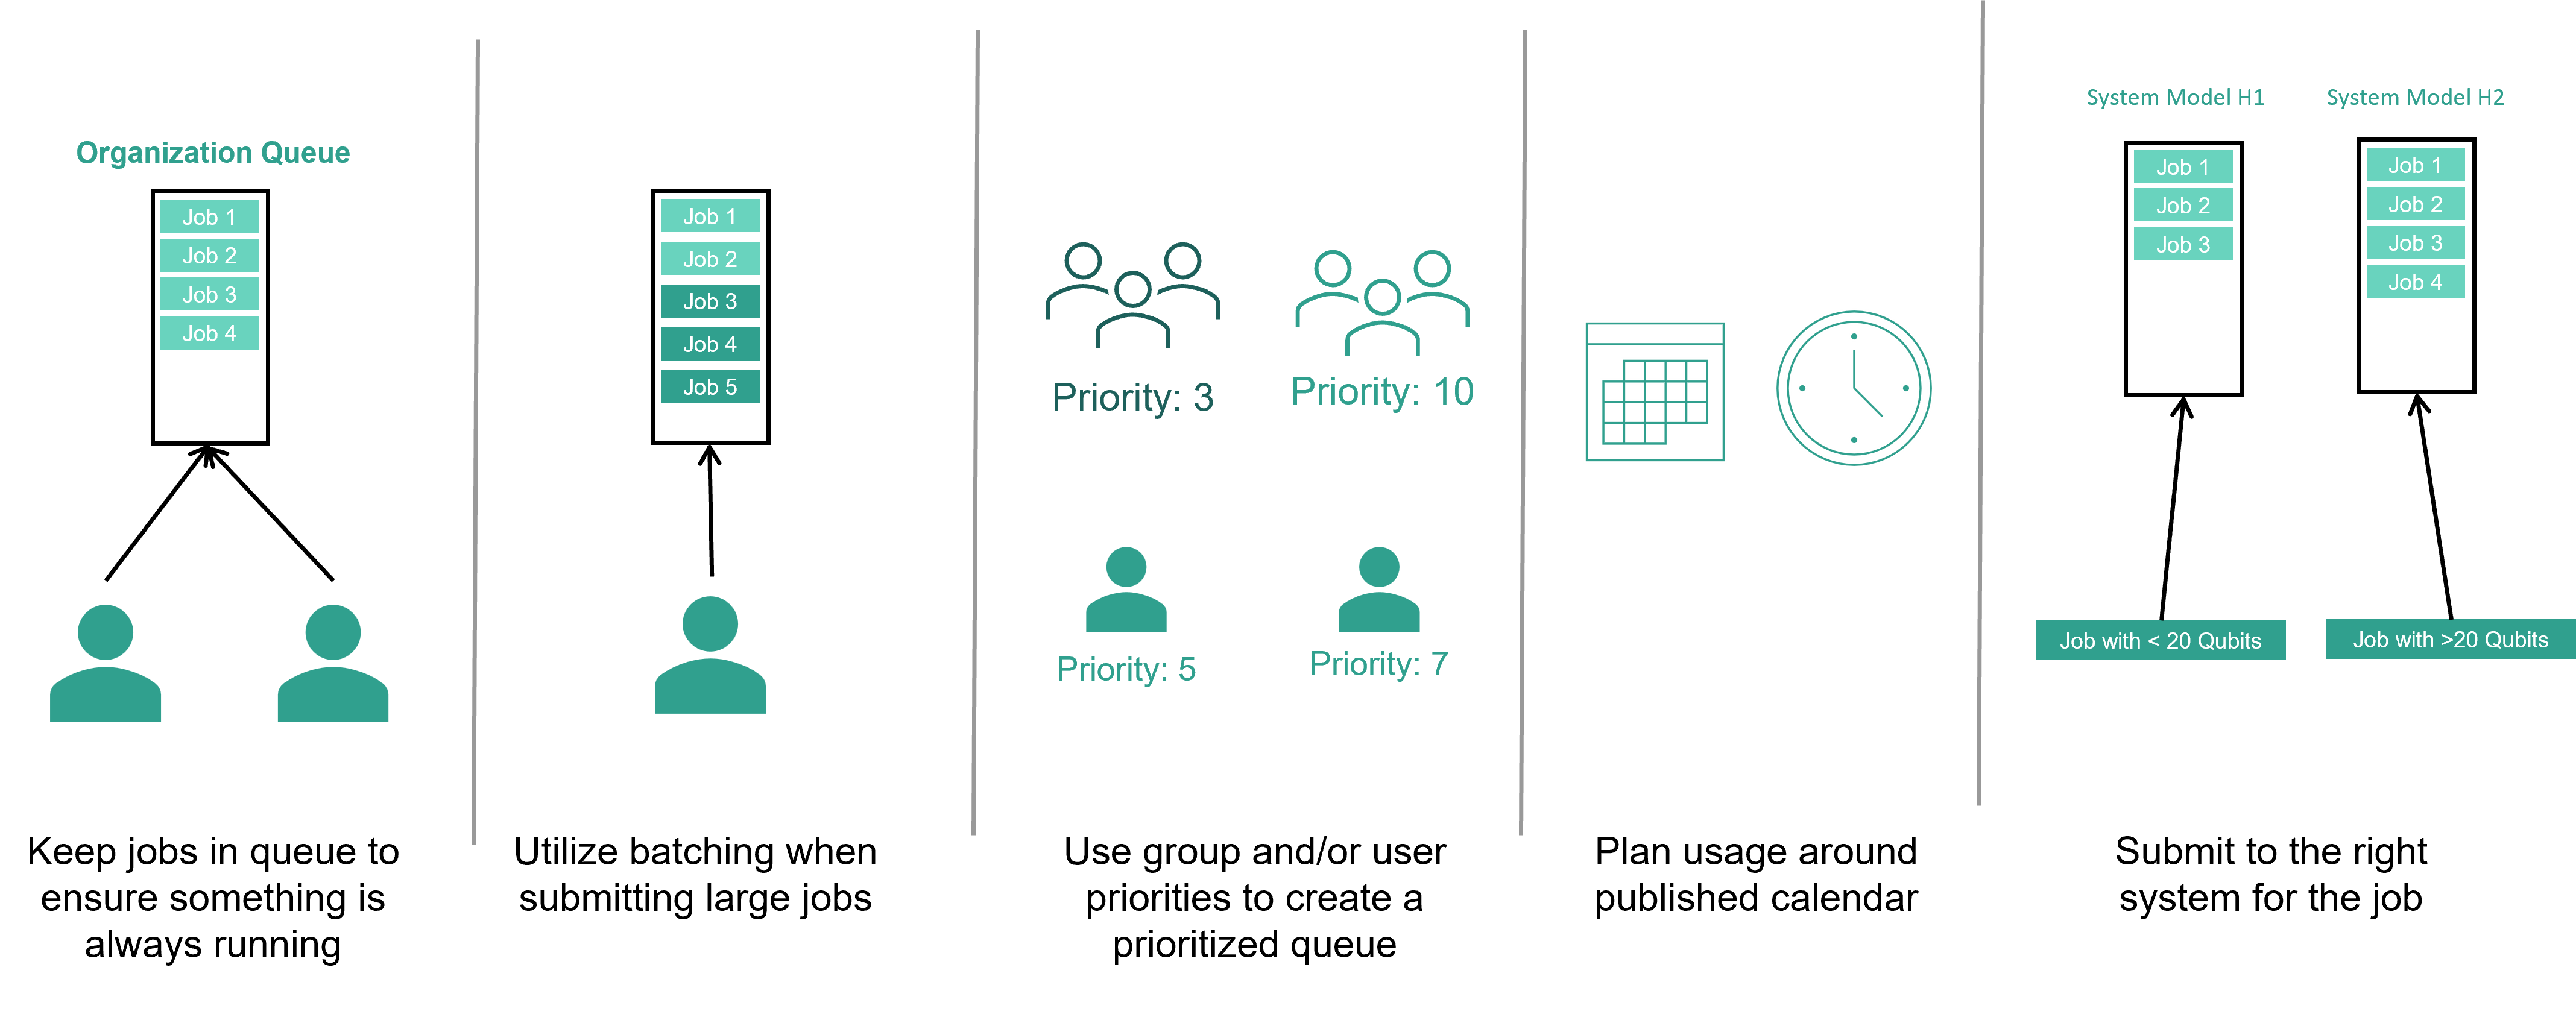 Organization Queue
Job 1
Job 2
Job 3
Job 4
Keep jobs in queue to
ensure something is
always running
Job 1
Job 2
Job 3
Job 4
Job 5
Utilize batching when
submitting large jobs
Priority: 3
Priority: 10
Priority: 5
Priority: 7
Use group and/or user
priorities to create a
prioritized queue
Plan usage around
published calendar
System Model H1
Job 1
Job 2
Job 3
Job with < 20 Qubits
System Model H2
Job 1
Job 2
Job 3
Job 4
Job with >20 Qubits
Submit to the right
system for the job